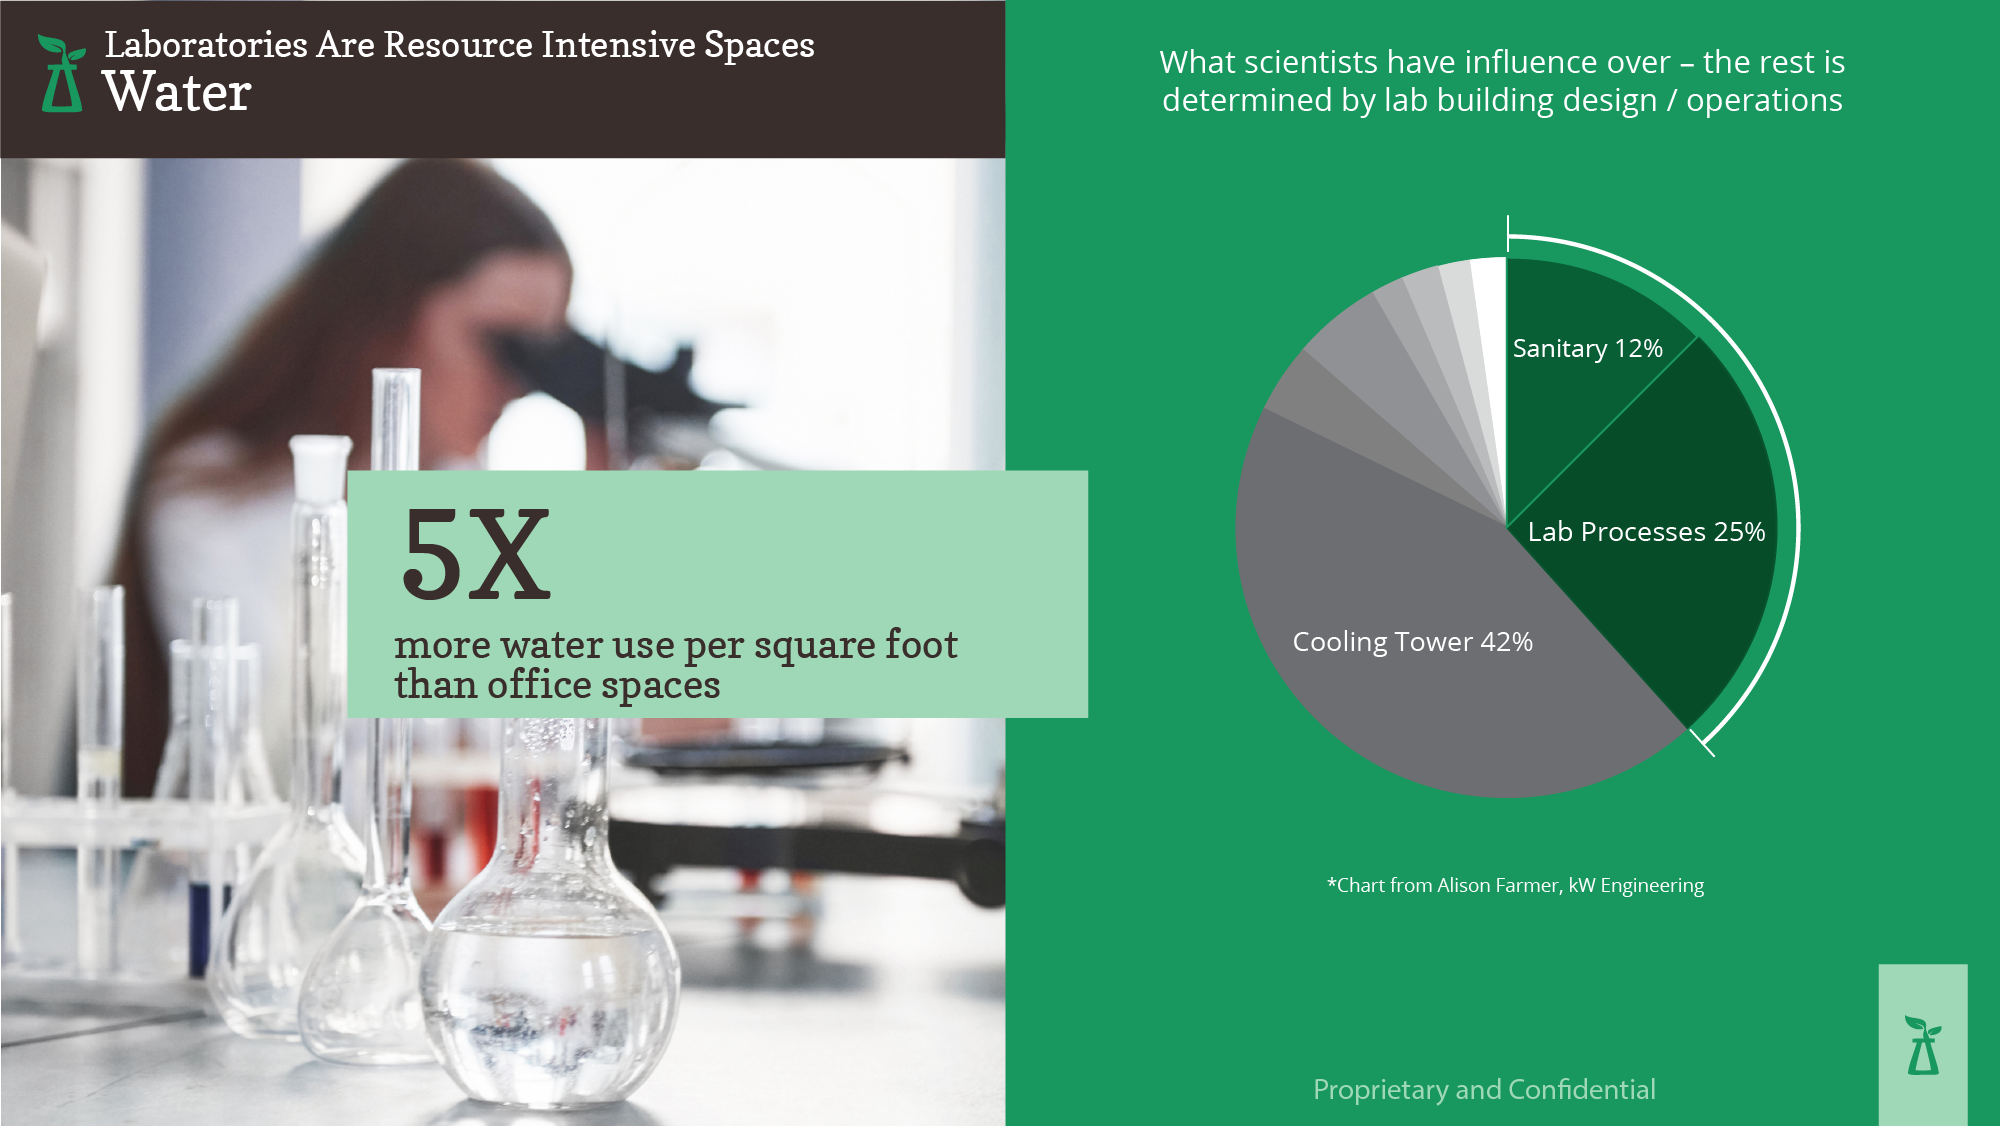 Laboratories Are Resource Intensive Spaces
Water
5X
more water use per square foot
than office spaces
What scientists have influence over – the rest is
determined by lab building design / operations
Sanitary 12%
Lab Processes 25%
Cooling Tower 42%
*Chart from Alison Farmer, kW Engineering
Proprietary and Confidential